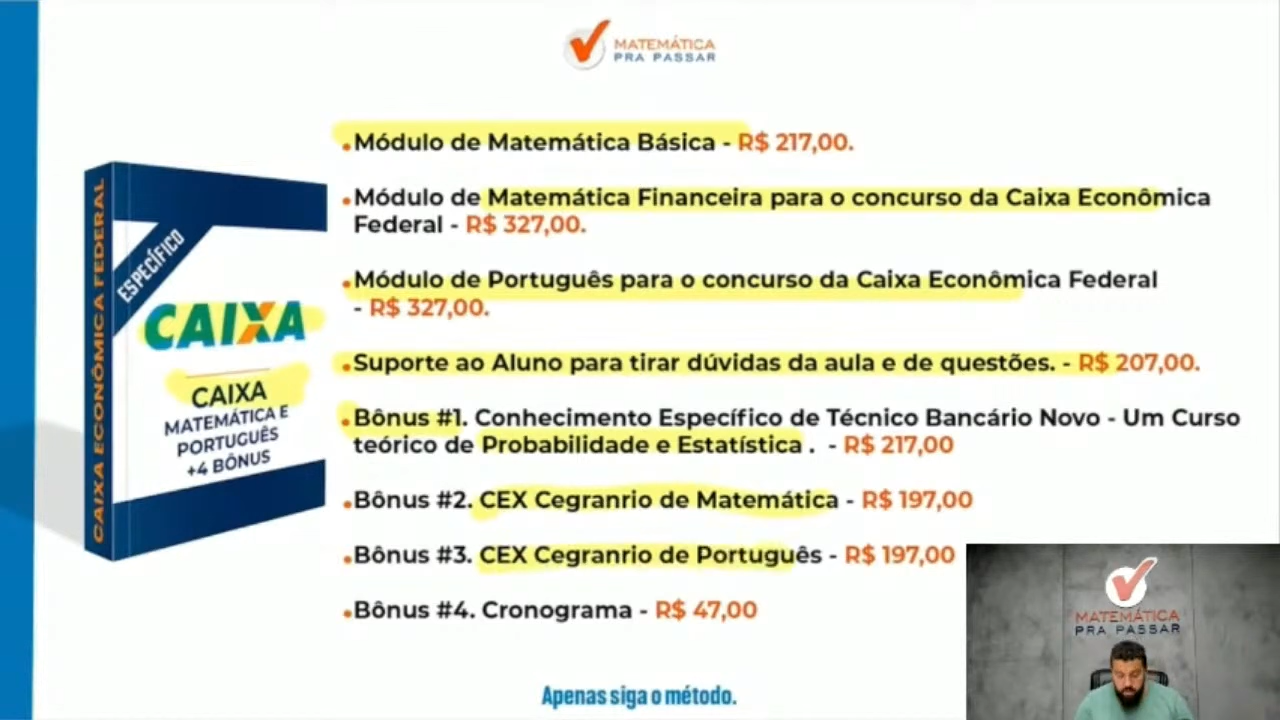 MATEMÁTICA
PRA PASSAR
•Módulo de Matemática Básica - R$ 217,00.
•Módulo de Matemática Financeira para o concurso da Caixa Econômica
Federal - R$ 327,00.
•Módulo de Português para o concurso da Caixa Econômica Federal
- R$ 327,00.
•Suporte ao Aluno para tirar dúvidas da aula e de questões. - R$ 207,00.
•Bônus #1. Conhecimento Específico de Técnico Bancário Novo - Um Curso
teórico de Probabilidade e Estatística . - R$ 217,00
•Bônus #2. CEX Cegranrio de Matemática - R$ 197,00
•Bônus #3. CEX Cegranrio de Português - R$ 197,00
•Bônus #4. Cronograma - R$ 47,00
CAIXA ECONÔMICA FEDERAL
ESPECÍFICO
CAIXA
CAIXA
MATEMÁTICA E
PORTUGUÊS
+4 BÔNUS
MATEMÁTICA
PRA PASSAR
Apenas siga o método.